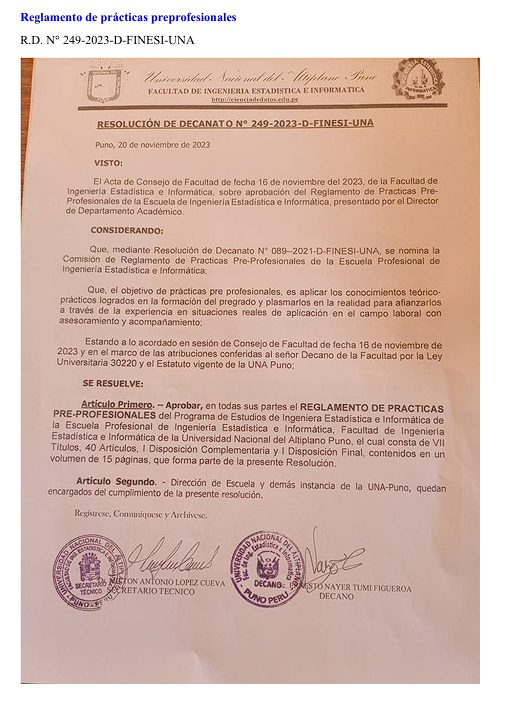 Reglamento de prácticas preprofesionales
R.D. N° 249-2023-D-FINESI-UNA
Universidad Nacional del Altiplano Puno
FACULTAD DE INGENIERIA ESTADISTICA E INFORMATICA
http://cienciadedatos.edu.pe
RESOLUCIÓN DE DECANATO N° 249-2023-D-FINESI-UNA
Puno, 20 de noviembre de 2023
VISTO:
El Acta de Consejo de Facultad de fecha 16 de noviembre del 2023, de la Facultad de
Ingeniería Estadística e Informática, sobre aprobación del Reglamento de Practicas Pre-
Profesionales de la Escuela de Ingeniería Estadística e Informática, presentado por el Director
de Departamento Académico.
CONSIDERANDO:
Que, mediante Resolución de Decanato N° 089--2021-D-FINESI-UNA, se nomina la
Comisión de Reglamento de Practicas Pre-Profesionales de la Escuela Profesional de
Ingeniería Estadística e Informática;
Que, el objetivo de prácticas pre profesionales, es aplicar los conocimientos teórico-
prácticos logrados en la formación del pregrado y plasmarlos en la realidad para afianzarlos
a través de la experiencia en situaciones reales de aplicación en el campo laboral con
asesoramiento y acompañamiento;
Estando a lo acordado en sesión de Consejo de Facultad de fecha 16 de noviembre de
2023 y en el marco de las atribuciones conferidas al señor Decano de la Facultad por la Ley
Universitaria 30220 y el Estatuto vigente de la UNA Puno;
SE RESUELVE:
Artículo Primero. – Aprobar, en todas sus partes el REGLAMENTO DE PRACTICAS
PRE-PROFESIONALES del Programa de Estudios de Ingeniera Estadística e Informática de
la Escuela Profesional de Ingeniería Estadística e Informática, Facultad de Ingeniería
Estadística e Informática de la Universidad Nacional del Altiplano Puno, el cual consta de VII
Títulos, 40 Artículos, I Disposición Complementaria y I Disposición Final, contenidos en un
volumen de 15 páginas, que forma parte de la presente Resolución.
Artículo Segundo. - Dirección de Escuela y demás instancia de la UNA-Puno, quedan
encargados del cumplimiento de la presente resolución.
Regístrese, Comuníquese y Archívese.
UNIVERSIDAD NACIONAL DEL ALTIPLANO
SECRETARIO
TÉCNICO
PUNO-PERU
MILTON ANTONIO LOPEZ CUEVA
SECRETARIO TECNICO
UNIVERSIDAD NACIONAL DEL ALTIPLANO
Fac. de Ing. Estadística e Informática
DECANO
PUNO PERU
ERNESTO NAYER TUMI FIGUEROA
DECANO